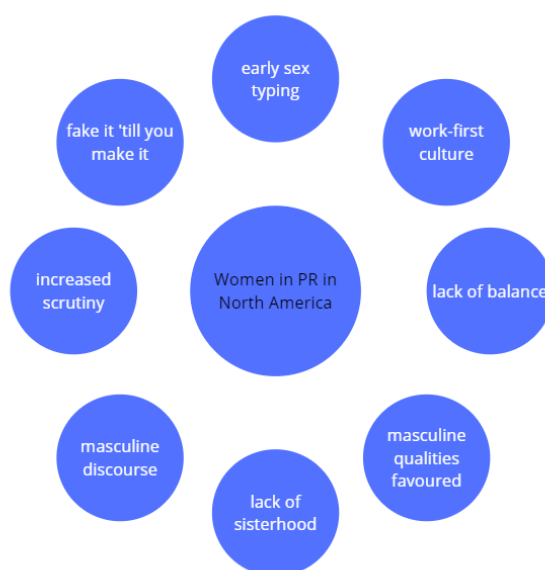 early sex
typing
fake it 'till you
make it
work-first
culture
increased
scrutiny
Women in PR in
North America
lack of balance
masculine
discourse
masculine
qualities
favoured
lack of
sisterhood